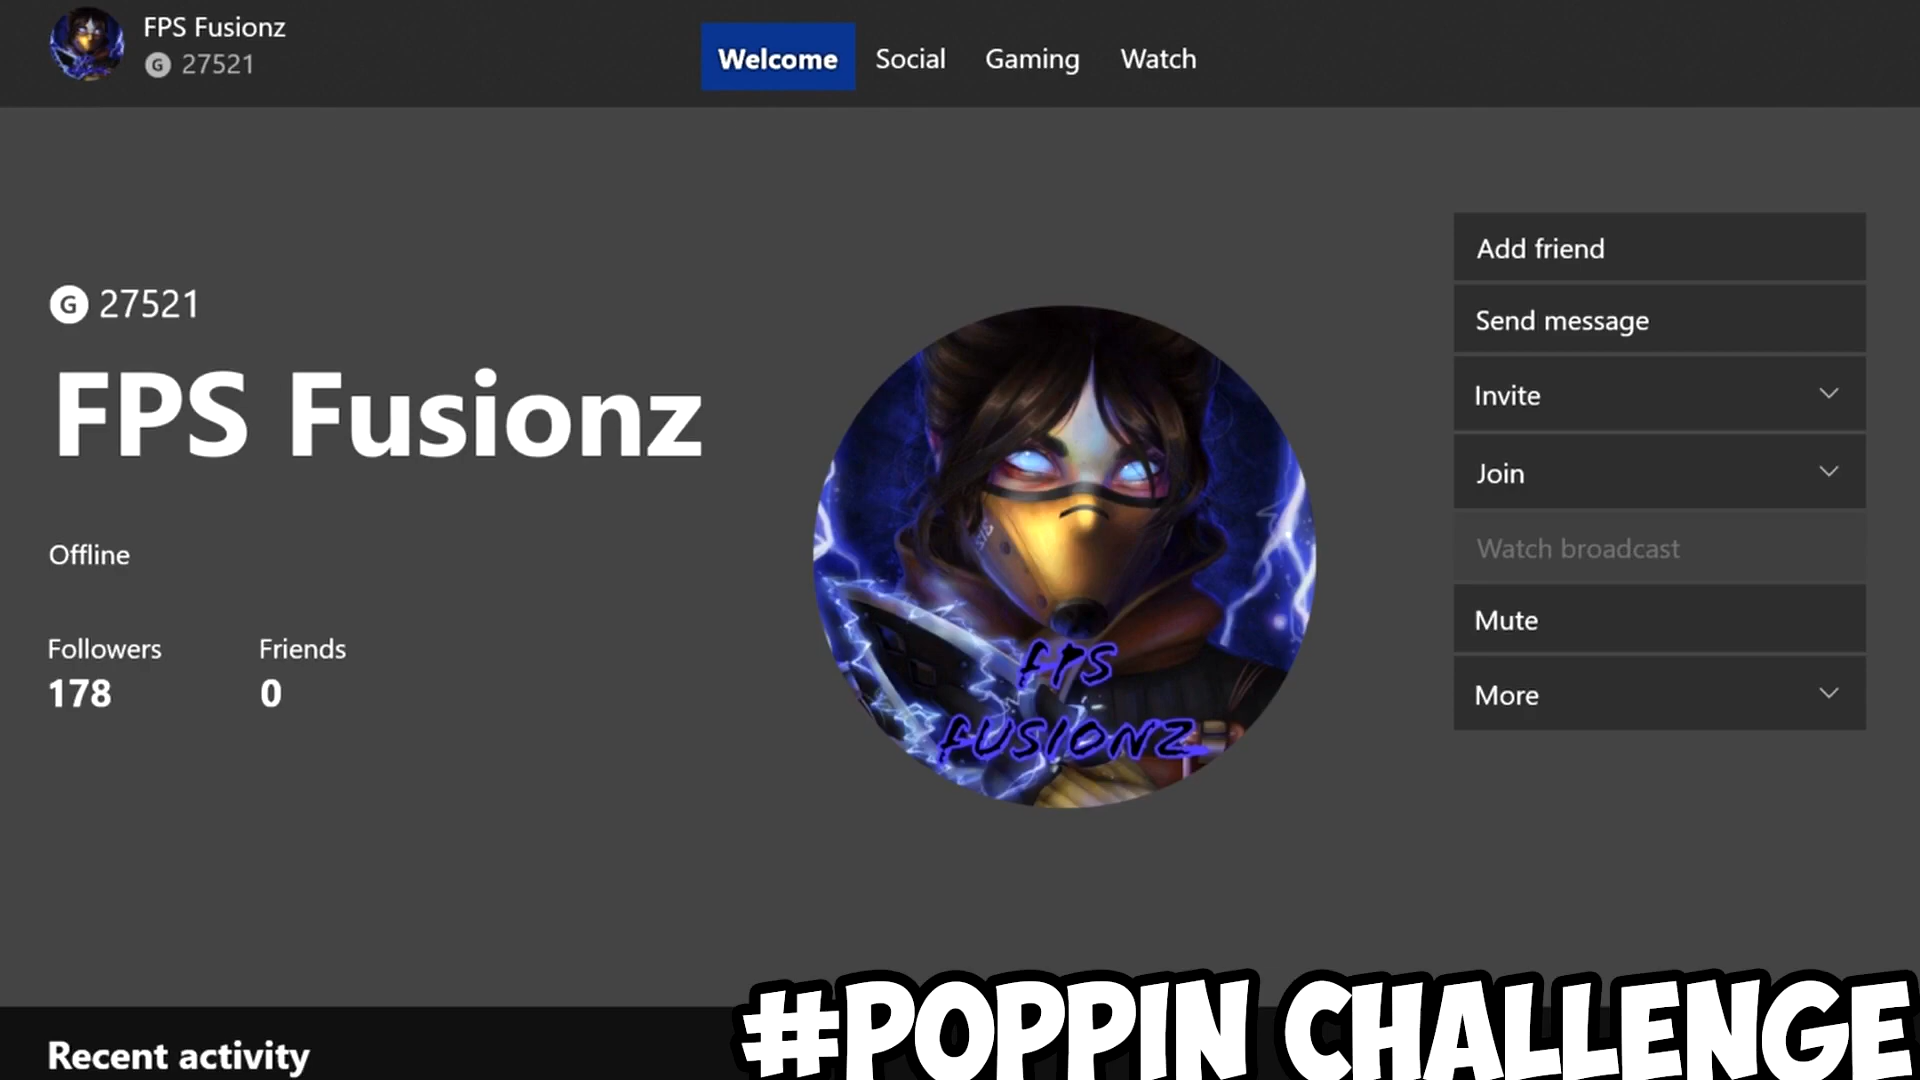 FPS Fusionz
G 27521
Welcome
Social
Gaming
Watch
G 27521
FPS Fusionz
Offline
Followers
178
Friends
0
FPS
FUSIONZ
Add friend
Send message
Invite
Join
Watch broadcast
Mute
More
Recent activity
#POPPIN CHALLENGE